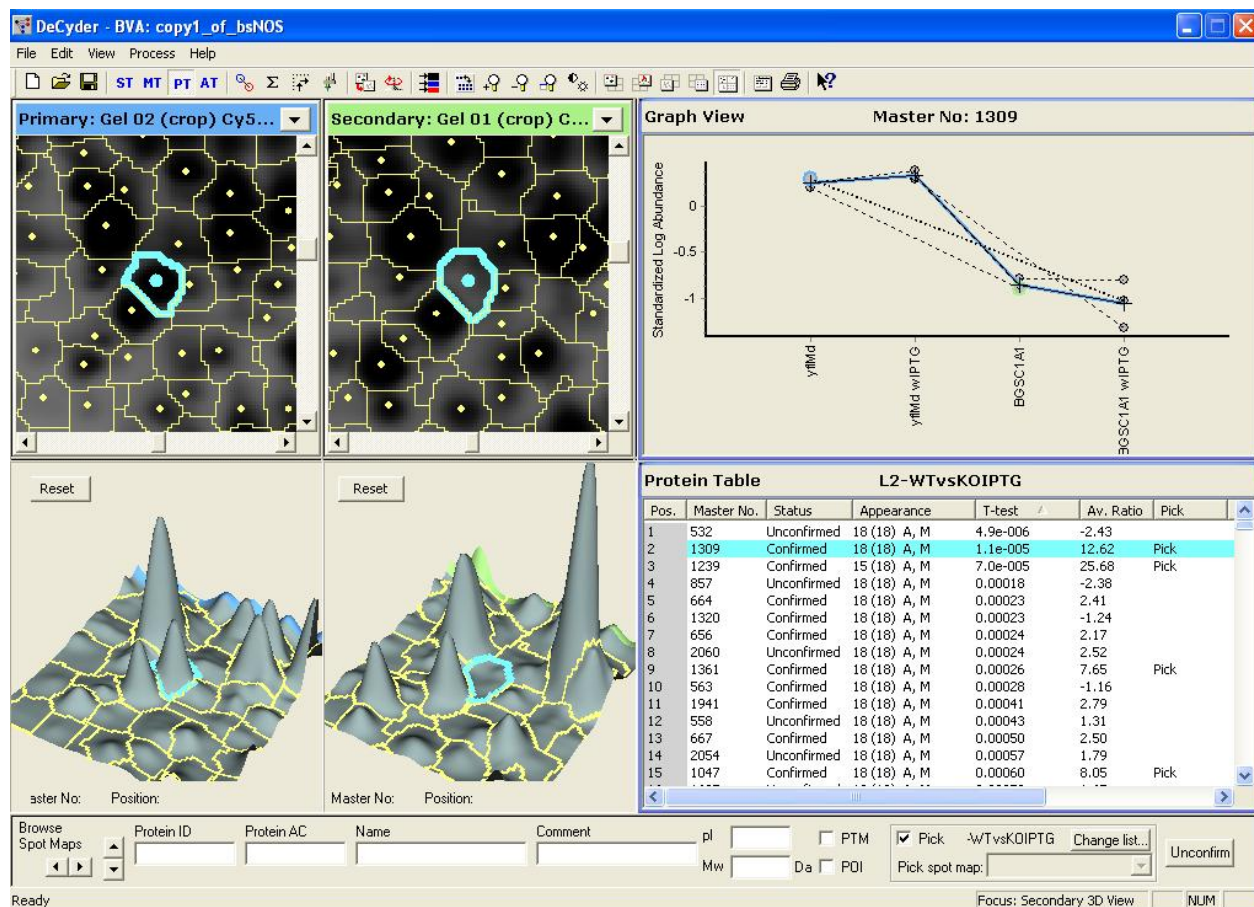 DeCyder - BVA: copy1_of_bsNOS
File Edit View Process Help
ST MT PT AT Σ
Primary: Gel 02 (crop) Cy5...
Secondary: Gel 01 (crop) C...
Graph View Master No: 1309
Standardized Log Abundance
0
-0.5
-1
yflMd
yflMd wIPTG
BGSC1A1
BGSC1A1 wIPTG
Reset
Reset
aster No: Position:
Master No: Position:
Protein Table L2-WTvsKOIPTG
Pos. Master No. Status Appearance T-test Av. Ratio Pick
1 532 Unconfirmed 18 (18) A, M 4.9e-006 -2.43
2 1309 Confirmed 18 (18) A, M 1.1e-005 12.62 Pick
3 1239 Confirmed 15 (18) A, M 7.0e-005 25.68 Pick
4 857 Unconfirmed 18 (18) A, M 0.00018 -2.38
5 664 Confirmed 18 (18) A, M 0.00023 2.41
6 1320 Confirmed 18 (18) A, M 0.00023 -1.24
7 656 Confirmed 18 (18) A, M 0.00024 2.17
8 2060 Unconfirmed 18 (18) A, M 0.00024 2.52
9 1361 Confirmed 18 (18) A, M 0.00026 7.65 Pick
10 563 Confirmed 18 (18) A, M 0.00028 -1.16
11 1941 Confirmed 18 (18) A, M 0.00041 2.79
12 558 Unconfirmed 18 (18) A, M 0.00043 1.31
13 667 Confirmed 18 (18) A, M 0.00050 2.50
14 2054 Unconfirmed 18 (18) A, M 0.00057 1.79
15 1047 Confirmed 18 (18) A, M 0.00060 8.05 Pick
Browse Spot Maps
Protein ID Protein AC Name Comment
pI PTM
Mw Da POI
Pick -WTvsKOIPTG Change list...
Pick spot map:
Unconfirm
Ready Focus: Secondary 3D View NUM